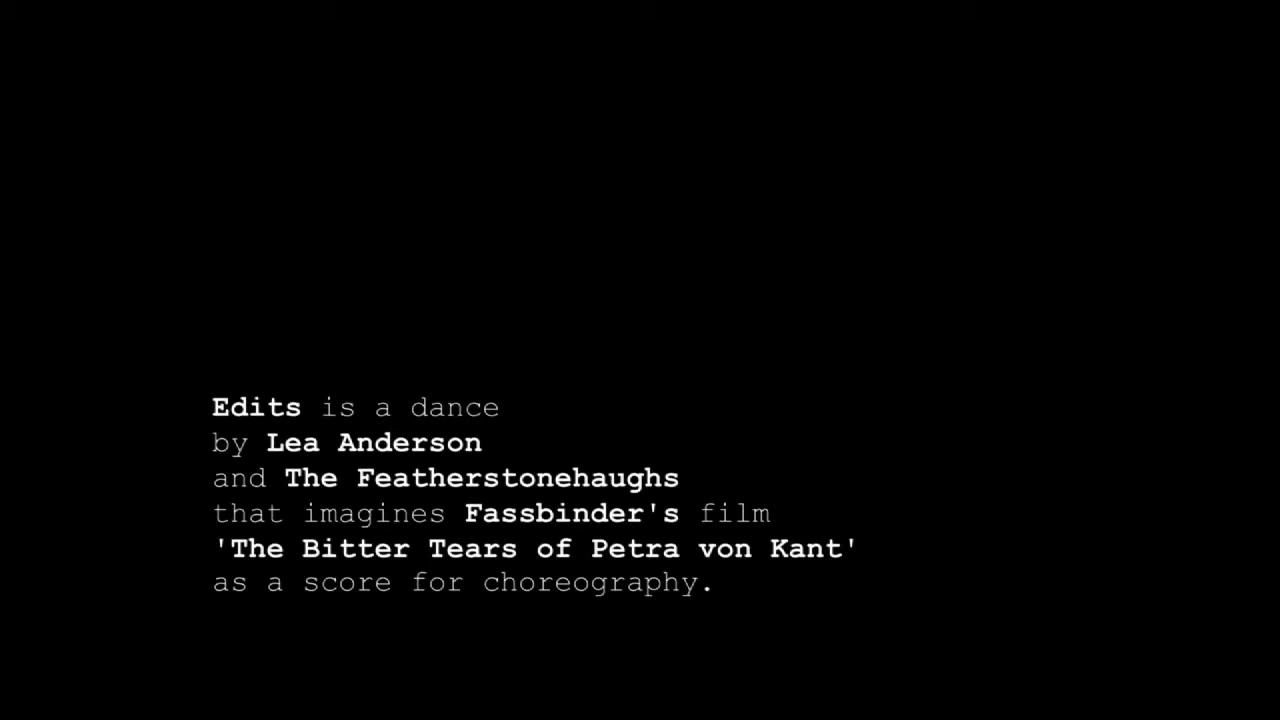 Edits is a dance
by Lea Anderson
and The Featherstonehaughs
that imagines Fassbinder's film
'The Bitter Tears of Petra von Kant'
as a score for choreography.